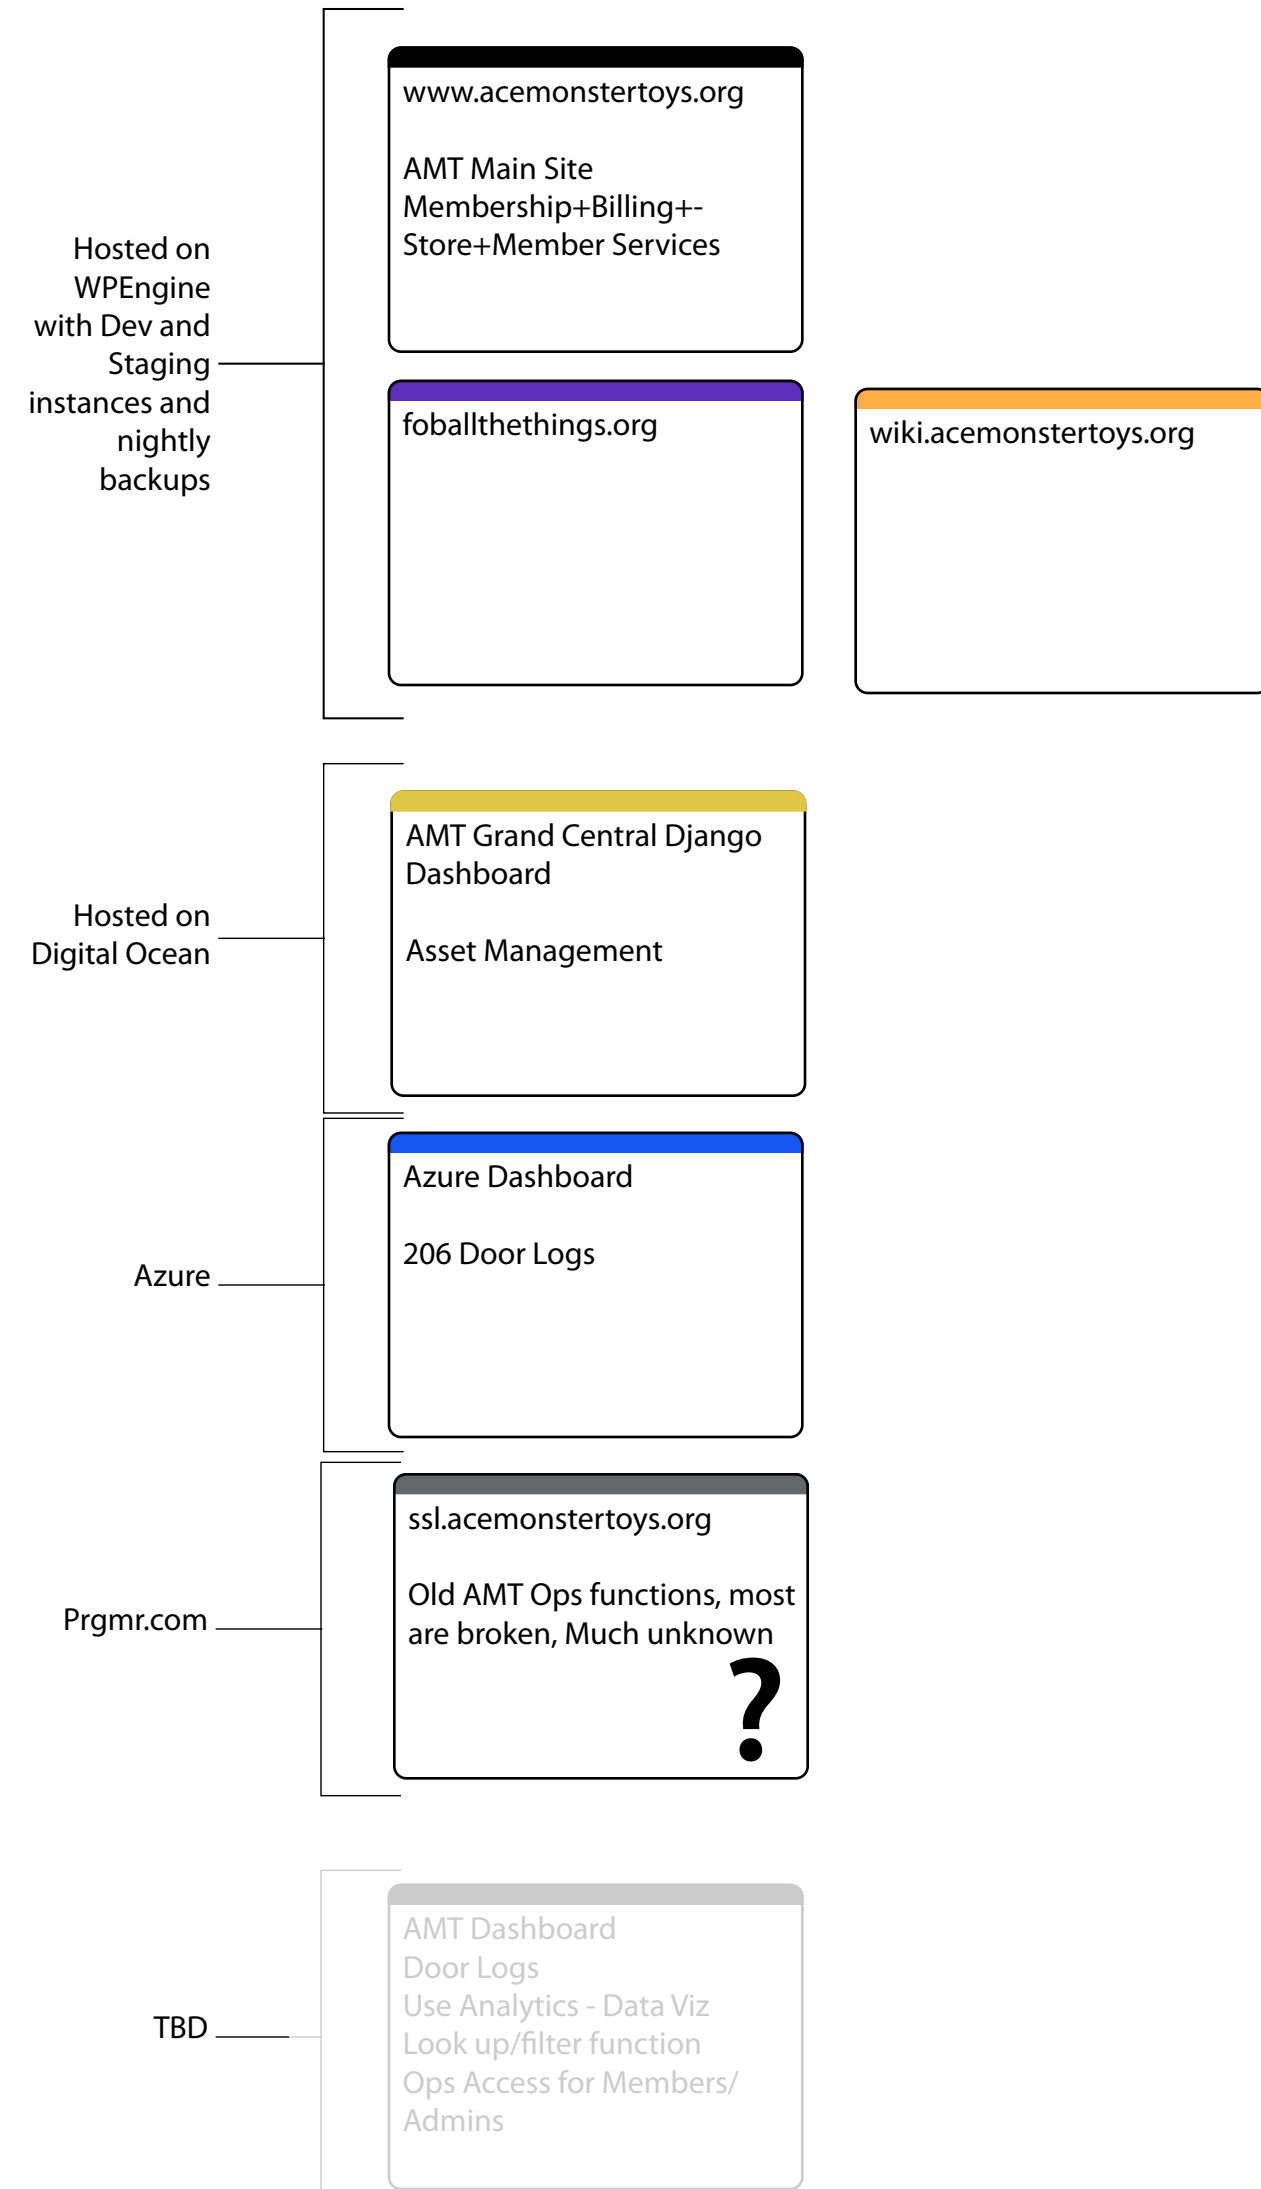 www.acemonstertoys.org
AMT Main Site
Membership+Billing+-
Store+Member Services
Hosted on
WPEngine
with Dev and
Staging
instances and
nightly
backups
foballthethings.org
wiki.acemonstertoys.org
AMT Grand Central Django
Dashboard
Asset Management
Hosted on
Digital Ocean
Azure Dashboard
206 Door Logs
Azure
ssl.acemonstertoys.org
Old AMT Ops functions, most
are broken, Much unknown
?
Prgmr.com
AMT Dashboard
Door Logs
Use Analytics - Data Viz
Look up/filter function
Ops Access for Members/
Admins
TBD